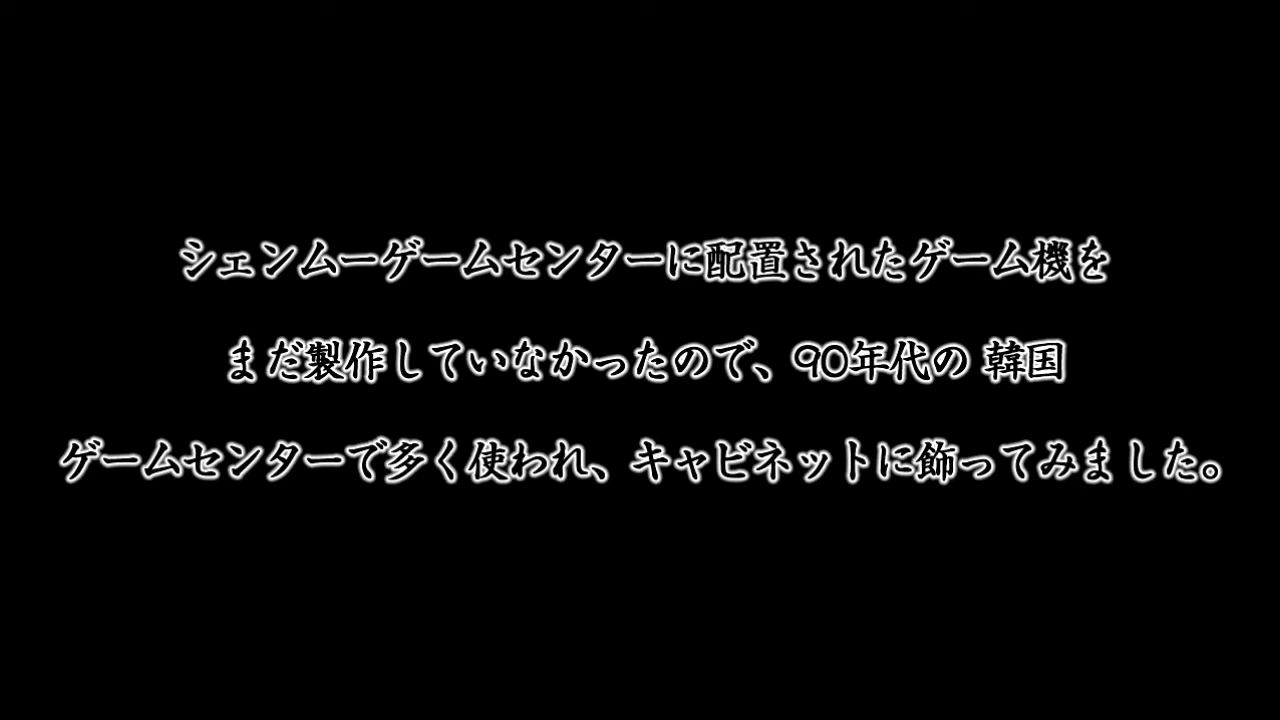 シェンムーゲームセンターに配置されたゲーム機を
まだ製作していなかったので、90年代の 韓国
ゲームセンターで多く使われ、キャビネットに飾ってみました。